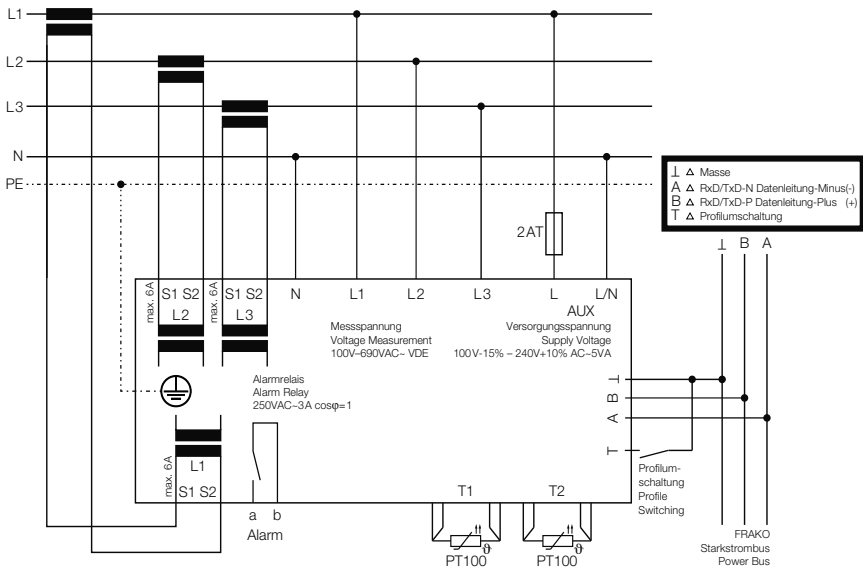 L1
L2
L3
N
PE
⊥ △ Masse
A △ RxD/TxD-N Datenleitung-Minus(-)
B △ RxD/TxD-P Datenleitung-Plus (+)
T △ Profilumschaltung
2AT
⊥ B A
max. 6A
S1 S2
L2
max. 6A
S1 S2
L3
N
L1
L2
L3
L
L/N
AUX
Messspannung
Voltage Measurement
100V–690VAC~ VDE
Versorgungsspannung
Supply Voltage
100V-15% – 240V+10% AC~5VA
Alarmrelais
Alarm Relay
250VAC~3A cosφ=1
⊥
B
A
T
max. 6A
L1
S1 S2
a b
Alarm
T1
T2
ϑ
PT100
ϑ
PT100
Profilum-
schaltung
Profile
Switching
FRAKO
Starkstrombus
Power Bus